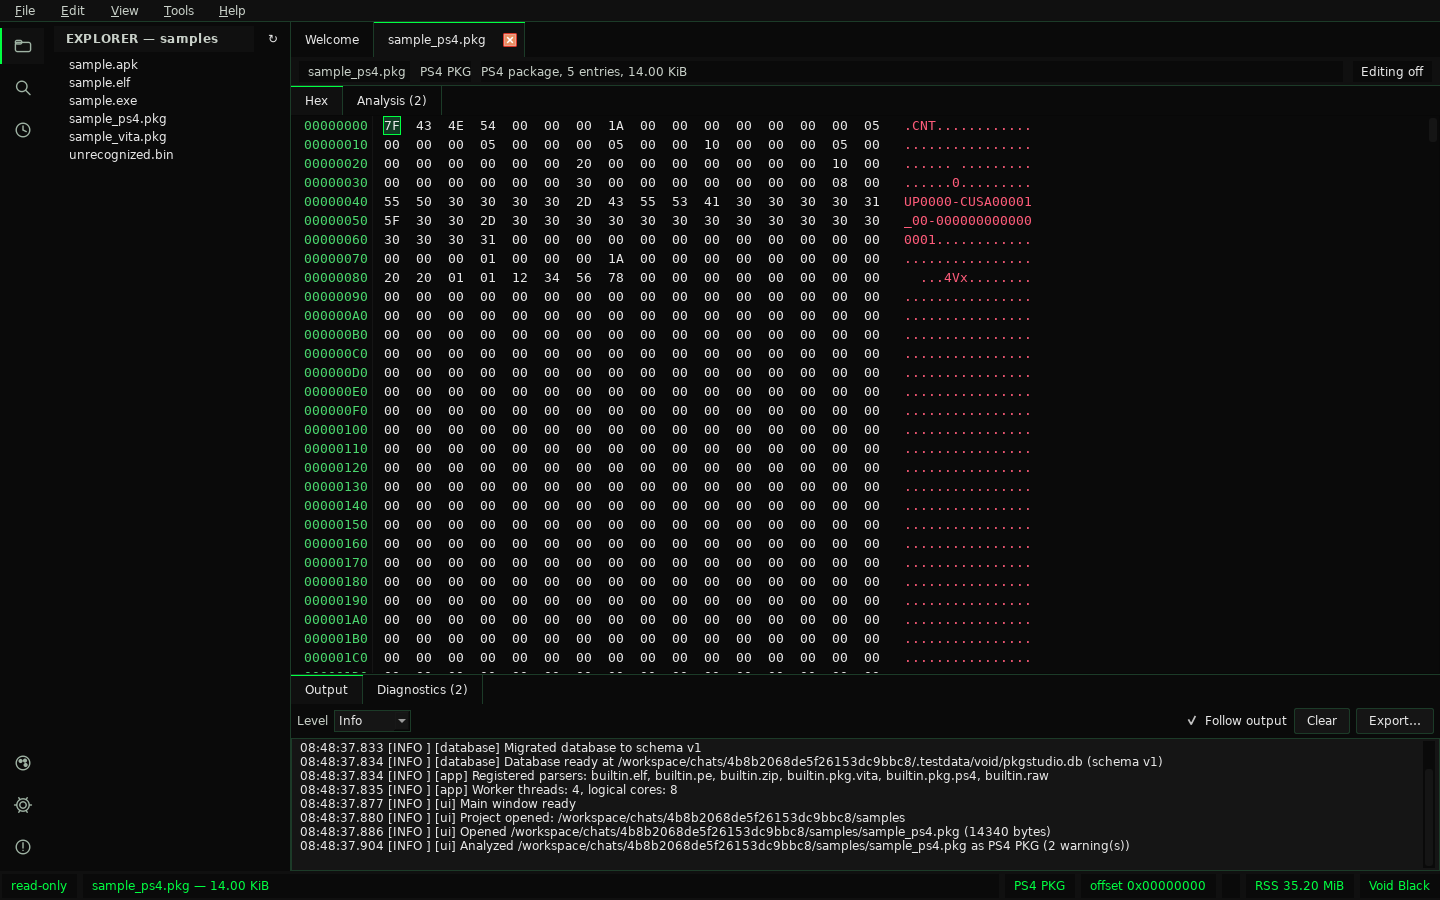 File Edit View Tools Help
EXPLORER — samples ↻
sample.apk
sample.elf
sample.exe
sample_ps4.pkg
sample_vita.pkg
unrecognized.bin
Welcome sample_ps4.pkg
sample_ps4.pkg PS4 PKG PS4 package, 5 entries, 14.00 KiB Editing off
Hex Analysis (2)
00000000 7F 43 4E 54 00 00 00 1A 00 00 00 00 00 00 00 05 .CNT............
00000010 00 00 00 05 00 00 00 05 00 00 10 00 00 00 05 00 ................
00000020 00 00 00 00 00 00 20 00 00 00 00 00 00 00 10 00 ...... .........
00000030 00 00 00 00 00 00 30 00 00 00 00 00 00 00 08 00 ......0.........
00000040 55 50 30 30 30 30 2D 43 55 53 41 30 30 30 30 31 UP0000-CUSA00001
00000050 5F 30 30 2D 30 30 30 30 30 30 30 30 30 30 30 30 _00-000000000000
00000060 30 30 30 31 00 00 00 00 00 00 00 00 00 00 00 00 0001............
00000070 00 00 00 01 00 00 00 1A 00 00 00 00 00 00 00 00 ................
00000080 20 20 01 01 12 34 56 78 00 00 00 00 00 00 00 00   ...4Vx........
00000090 00 00 00 00 00 00 00 00 00 00 00 00 00 00 00 00 ................
000000A0 00 00 00 00 00 00 00 00 00 00 00 00 00 00 00 00 ................
000000B0 00 00 00 00 00 00 00 00 00 00 00 00 00 00 00 00 ................
000000C0 00 00 00 00 00 00 00 00 00 00 00 00 00 00 00 00 ................
000000D0 00 00 00 00 00 00 00 00 00 00 00 00 00 00 00 00 ................
000000E0 00 00 00 00 00 00 00 00 00 00 00 00 00 00 00 00 ................
000000F0 00 00 00 00 00 00 00 00 00 00 00 00 00 00 00 00 ................
00000100 00 00 00 00 00 00 00 00 00 00 00 00 00 00 00 00 ................
00000110 00 00 00 00 00 00 00 00 00 00 00 00 00 00 00 00 ................
00000120 00 00 00 00 00 00 00 00 00 00 00 00 00 00 00 00 ................
00000130 00 00 00 00 00 00 00 00 00 00 00 00 00 00 00 00 ................
00000140 00 00 00 00 00 00 00 00 00 00 00 00 00 00 00 00 ................
00000150 00 00 00 00 00 00 00 00 00 00 00 00 00 00 00 00 ................
00000160 00 00 00 00 00 00 00 00 00 00 00 00 00 00 00 00 ................
00000170 00 00 00 00 00 00 00 00 00 00 00 00 00 00 00 00 ................
00000180 00 00 00 00 00 00 00 00 00 00 00 00 00 00 00 00 ................
00000190 00 00 00 00 00 00 00 00 00 00 00 00 00 00 00 00 ................
000001A0 00 00 00 00 00 00 00 00 00 00 00 00 00 00 00 00 ................
000001B0 00 00 00 00 00 00 00 00 00 00 00 00 00 00 00 00 ................
000001C0 00 00 00 00 00 00 00 00 00 00 00 00 00 00 00 00 ................
Output Diagnostics (2)
Level Info ✓ Follow output Clear Export...
08:48:37.833 [INFO ] [database] Migrated database to schema v1
08:48:37.834 [INFO ] [database] Database ready at /workspace/chats/4b8b2068de5f26153dc9bbc8/.testdata/void/pkgstudio.db (schema v1)
08:48:37.834 [INFO ] [app] Registered parsers: builtin.elf, builtin.pe, builtin.zip, builtin.pkg.vita, builtin.pkg.ps4, builtin.raw
08:48:37.835 [INFO ] [app] Worker threads: 4, logical cores: 8
08:48:37.877 [INFO ] [ui] Main window ready
08:48:37.880 [INFO ] [ui] Project opened: /workspace/chats/4b8b2068de5f26153dc9bbc8/samples
08:48:37.886 [INFO ] [ui] Opened /workspace/chats/4b8b2068de5f26153dc9bbc8/samples/sample_ps4.pkg (14340 bytes)
08:48:37.904 [INFO ] [ui] Analyzed /workspace/chats/4b8b2068de5f26153dc9bbc8/samples/sample_ps4.pkg as PS4 PKG (2 warning(s))
read-only sample_ps4.pkg — 14.00 KiB PS4 PKG offset 0x00000000 RSS 35.20 MiB Void Black